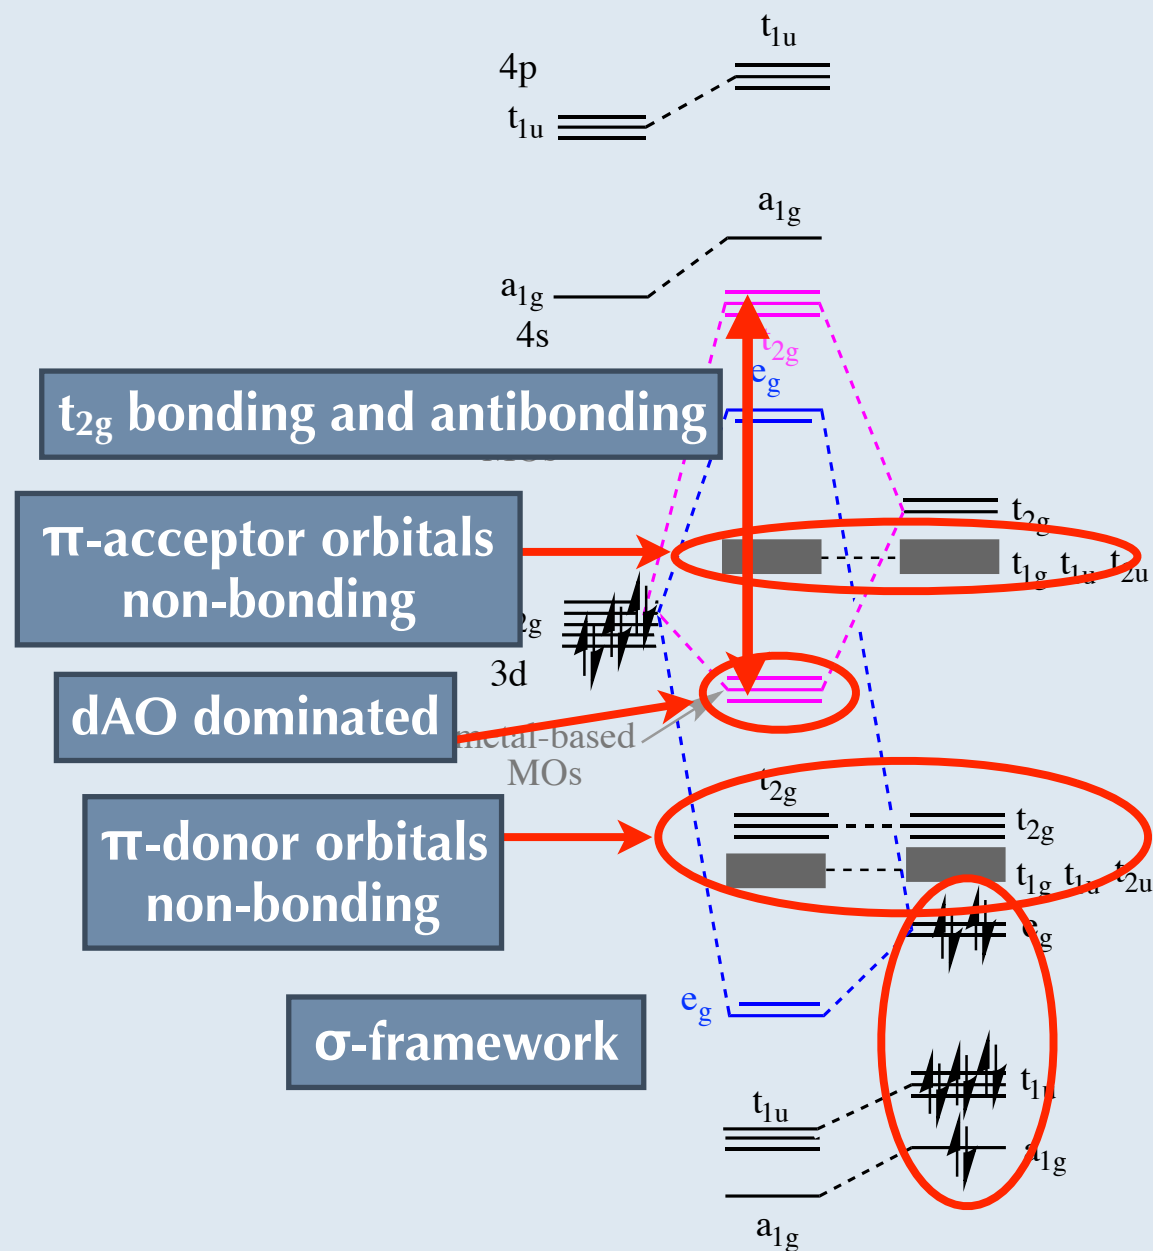 t1u
4p
t1u
a1g
a1g
4s
t2g
eg
t2g bonding and antibonding
MOs
t2g
π-acceptor orbitals
non-bonding
t1g t1u t2u
2g
3d
dAO dominated
metal-based
MOs
t2g
t2g
π-donor orbitals
non-bonding
t1g t1u t2u
eg
eg
σ-framework
t1u
t1u
a1g
a1g